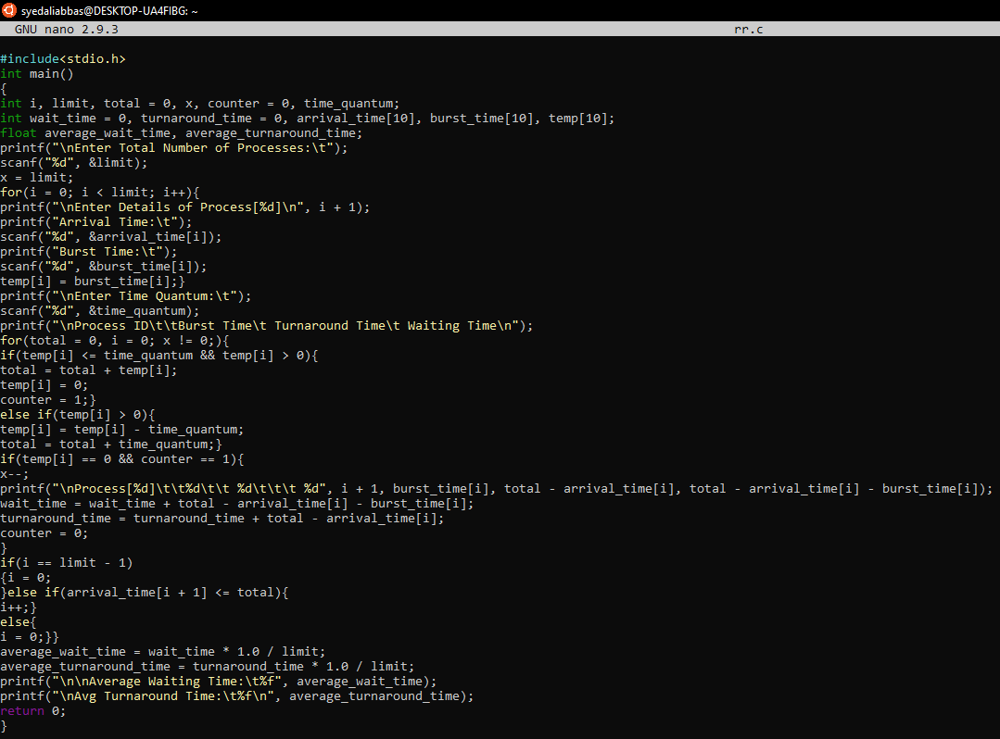 syedaliabbas@DESKTOP-UA4FIBG: ~
GNU nano 2.9.3 rr.c
#include<stdio.h>
int main()
{
int i, limit, total = 0, x, counter = 0, time_quantum;
int wait_time = 0, turnaround_time = 0, arrival_time[10], burst_time[10], temp[10];
float average_wait_time, average_turnaround_time;
printf("\nEnter Total Number of Processes:\t");
scanf("%d", &limit);
x = limit;
for(i = 0; i < limit; i++){
printf("\nEnter Details of Process[%d]\n", i + 1);
printf("Arrival Time:\t");
scanf("%d", &arrival_time[i]);
printf("Burst Time:\t");
scanf("%d", &burst_time[i]);
temp[i] = burst_time[i];}
printf("\nEnter Time Quantum:\t");
scanf("%d", &time_quantum);
printf("\nProcess ID\t\tBurst Time\t Turnaround Time\t Waiting Time\n");
for(total = 0, i = 0; x != 0;){
if(temp[i] <= time_quantum && temp[i] > 0){
total = total + temp[i];
temp[i] = 0;
counter = 1;}
else if(temp[i] > 0){
temp[i] = temp[i] - time_quantum;
total = total + time_quantum;}
if(temp[i] == 0 && counter == 1){
x--;
printf("\nProcess[%d]\t\t%d\t\t %d\t\t\t %d", i + 1, burst_time[i], total - arrival_time[i], total - arrival_time[i] - burst_time[i]);
wait_time = wait_time + total - arrival_time[i] - burst_time[i];
turnaround_time = turnaround_time + total - arrival_time[i];
counter = 0;
}
if(i == limit - 1)
{i = 0;
}else if(arrival_time[i + 1] <= total){
i++;}
else{
i = 0;}}
average_wait_time = wait_time * 1.0 / limit;
average_turnaround_time = turnaround_time * 1.0 / limit;
printf("\n\nAverage Waiting Time:\t%f", average_wait_time);
printf("\nAvg Turnaround Time:\t%f\n", average_turnaround_time);
return 0;
}